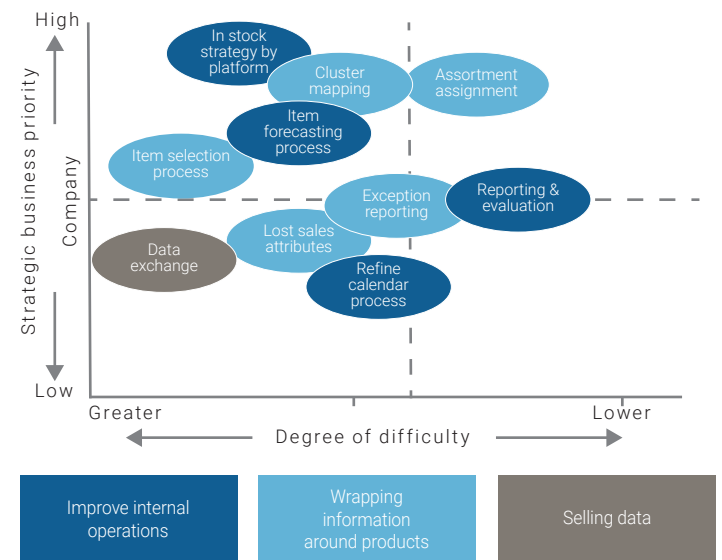 High
In stock
strategy by
platform
Cluster
mapping
Assortment
assignment
Item
forecasting
process
Item selection
process
Exception
reporting
Reporting &
evaluation
Lost sales
attributes
Data
exchange
Refine
calendar
process
Strategic business priority
Company
Low
Greater
Lower
Degree of difficulty
Improve internal
operations
Wrapping
information
around products
Selling data